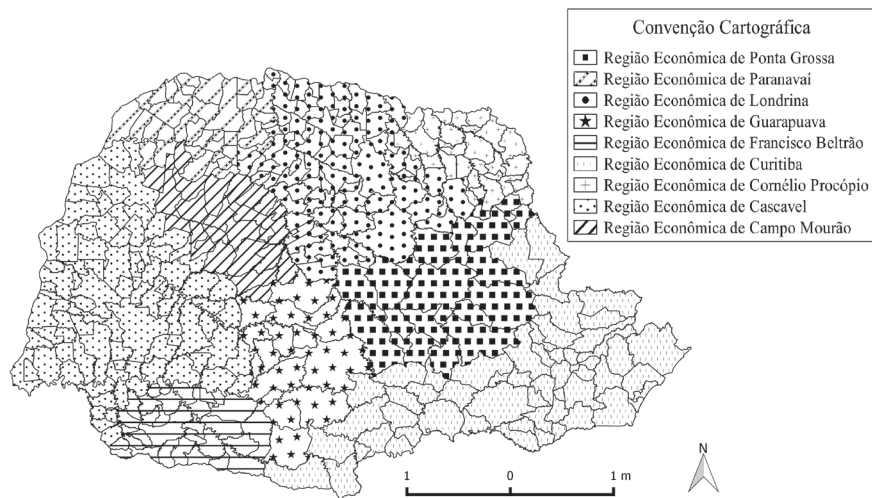 Convenção Cartográfica
Região Econômica de Ponta Grossa
Região Econômica de Paranavaí
Região Econômica de Londrina
Região Econômica de Guarapuava
Região Econômica de Francisco Beltrão
Região Econômica de Curitiba
Região Econômica de Cornélio Procópio
Região Econômica de Cascavel
Região Econômica de Campo Mourão
N
1 0 1 m